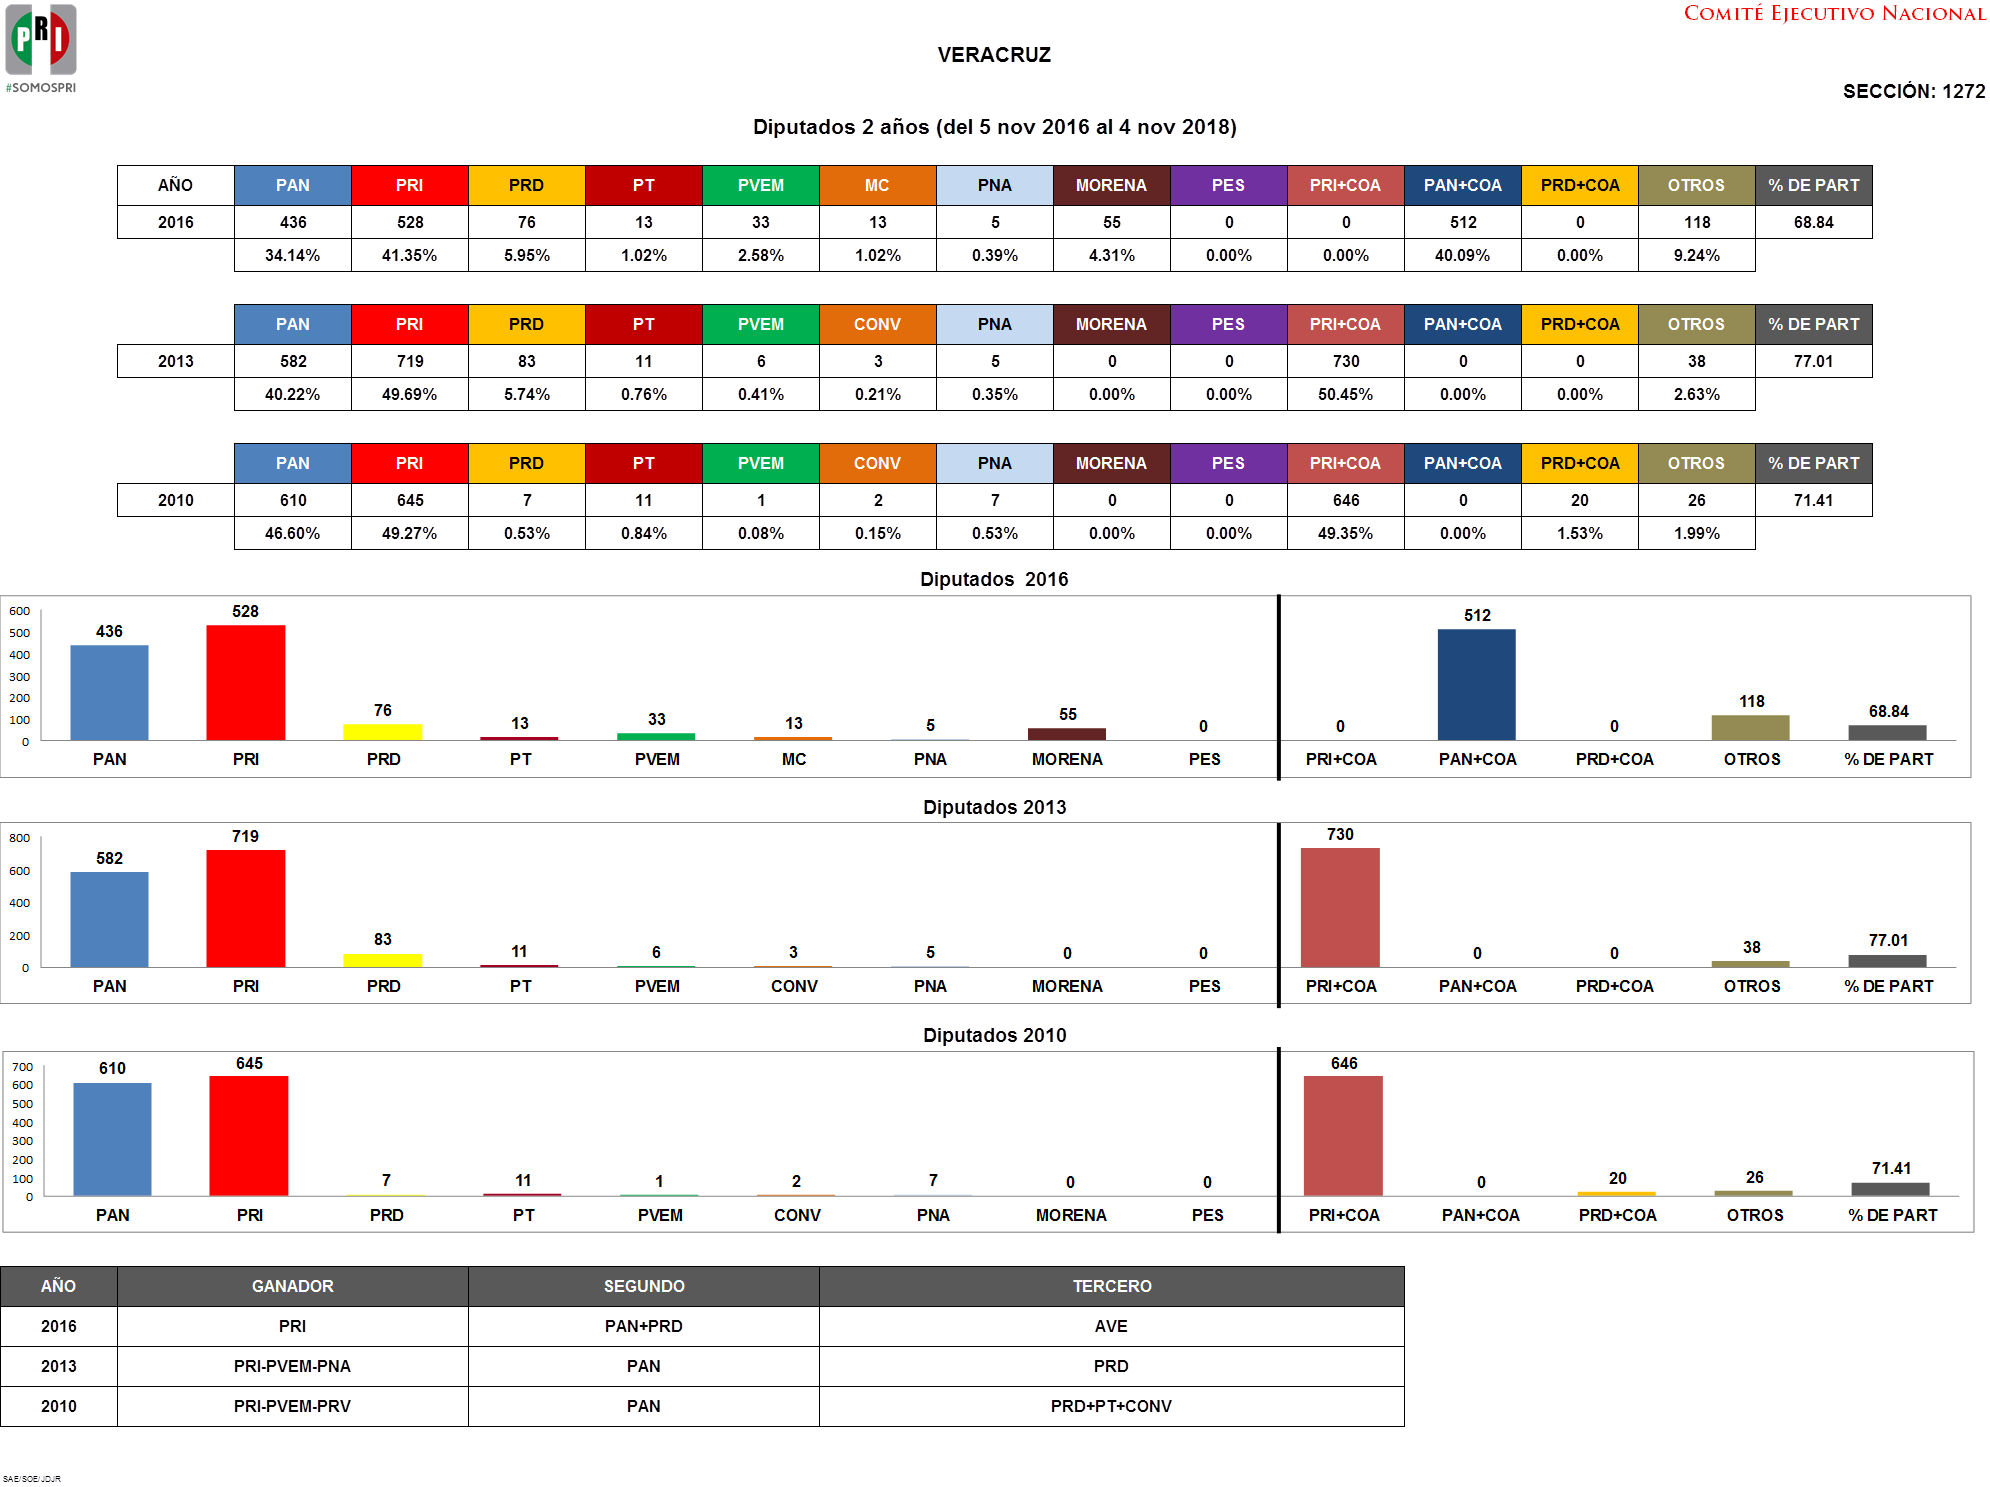 PRI
#SOMOSPRI
COMITÉ EJECUTIVO NACIONAL
VERACRUZ
SECCIÓN: 1272
Diputados 2 años (del 5 nov 2016 al 4 nov 2018)
AÑO PAN PRI PRD PT PVEM MC PNA MORENA PES PRI+COA PAN+COA PRD+COA OTROS % DE PART
2016 436 528 76 13 33 13 5 55 0 0 512 0 118 68.84
34.14% 41.35% 5.95% 1.02% 2.58% 1.02% 0.39% 4.31% 0.00% 0.00% 40.09% 0.00% 9.24%
PAN PRI PRD PT PVEM CONV PNA MORENA PES PRI+COA PAN+COA PRD+COA OTROS % DE PART
2013 582 719 83 11 6 3 5 0 0 730 0 0 38 77.01
40.22% 49.69% 5.74% 0.76% 0.41% 0.21% 0.35% 0.00% 0.00% 50.45% 0.00% 0.00% 2.63%
PAN PRI PRD PT PVEM CONV PNA MORENA PES PRI+COA PAN+COA PRD+COA OTROS % DE PART
2010 610 645 7 11 1 2 7 0 0 646 0 20 26 71.41
46.60% 49.27% 0.53% 0.84% 0.08% 0.15% 0.53% 0.00% 0.00% 49.35% 0.00% 1.53% 1.99%
Diputados 2016
600
500
400
300
200
100
0
436 528 76 13 33 13 5 55 0 0 512 0 118 68.84
PAN PRI PRD PT PVEM MC PNA MORENA PES PRI+COA PAN+COA PRD+COA OTROS % DE PART
Diputados 2013
800
600
400
200
0
582 719 83 11 6 3 5 0 0 730 0 0 38 77.01
PAN PRI PRD PT PVEM CONV PNA MORENA PES PRI+COA PAN+COA PRD+COA OTROS % DE PART
Diputados 2010
700
600
500
400
300
200
100
0
610 645 7 11 1 2 7 0 0 646 0 20 26 71.41
PAN PRI PRD PT PVEM CONV PNA MORENA PES PRI+COA PAN+COA PRD+COA OTROS % DE PART
AÑO GANADOR SEGUNDO TERCERO
2016 PRI PAN+PRD AVE
2013 PRI-PVEM-PNA PAN PRD
2010 PRI-PVEM-PRV PAN PRD+PT+CONV
SAE/SOE/JDJR